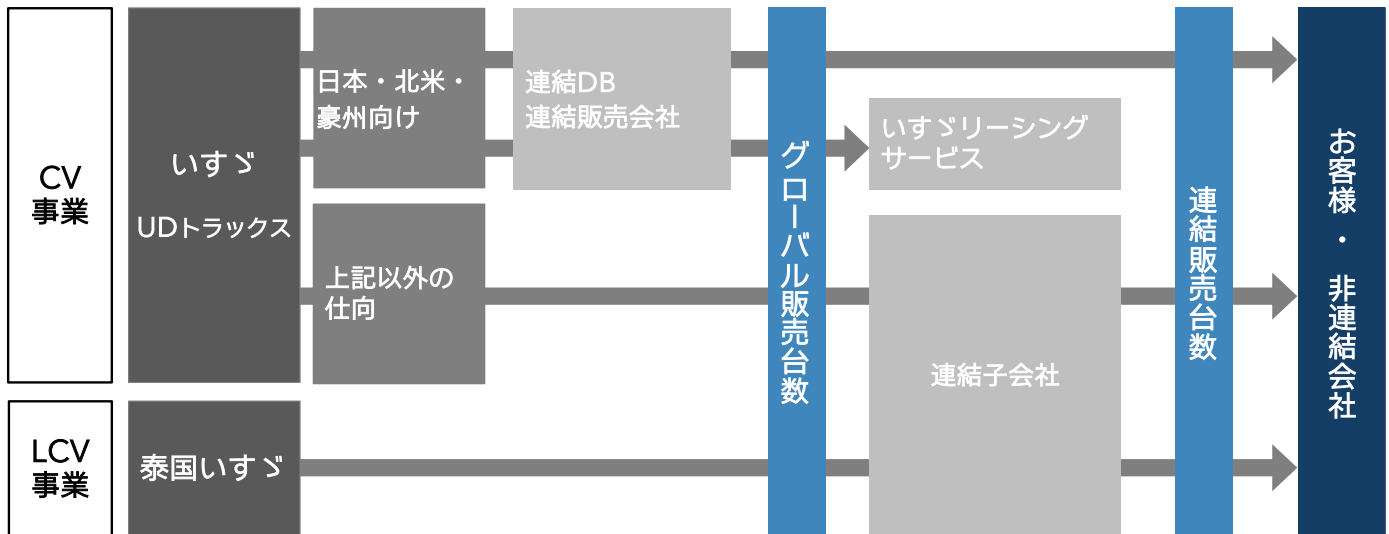 CV
事業
いすゞ
UDトラックス
日本・北米・
豪州向け
連結DB
連結販売会社
上記以外の
仕向
グローバル販売台数
いすゞリーシング
サービス
連結子会社
連結販売台数
お客様・非連結会社
LCV
事業
泰国いすゞ